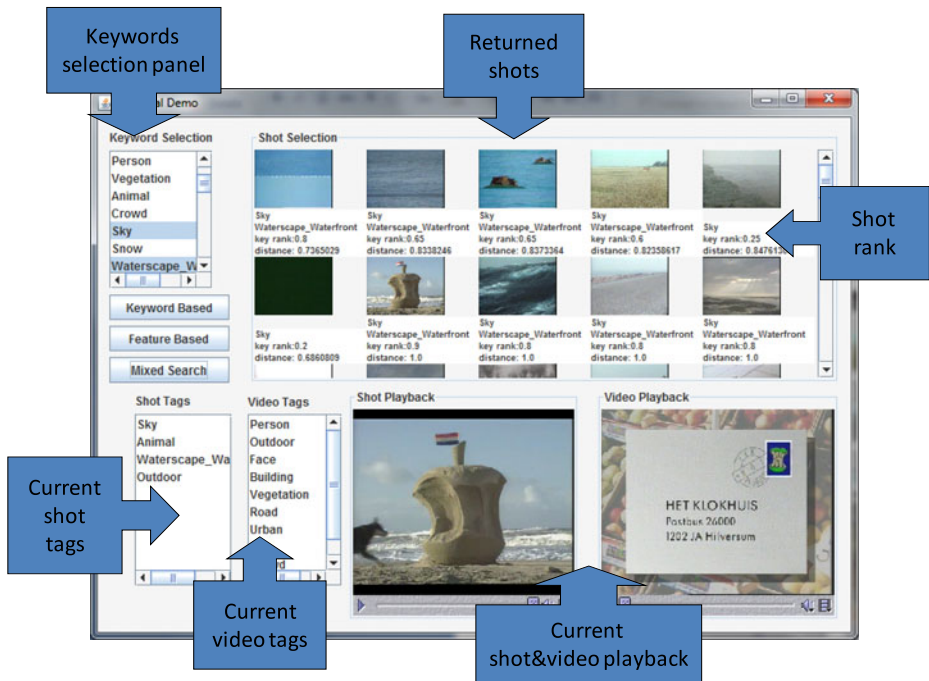 Keywords
selection panel
Returned
shots
al Demo
Keyword Selection
Person
Vegetation
Animal
Crowd
Sky
Snow
Waterscape_W
Keyword Based
Feature Based
Mixed Search
Shot Selection
Sky
Waterscape_Waterfront
key rank:0.8
distance: 0.7365029
Sky
Waterscape_Waterfront
key rank:0.65
distance: 0.8338246
Sky
Waterscape_Waterfront
key rank:0.65
distance: 0.8373364
Sky
Waterscape_Waterfront
key rank:0.6
distance: 0.82358617
Sky
key rank:0.25
distance: 0.8476130
Sky
key rank:0.2
distance: 0.6860809
Sky
Waterscape_Waterfront
key rank:0.9
distance: 1.0
Sky
Waterscape_Waterfront
key rank:0.8
distance: 1.0
Sky
Waterscape_Waterfront
key rank:0.8
distance: 1.0
Sky
Waterscape_Waterfront
key rank:0.8
distance: 1.0
Shot
rank
Shot Tags
Sky
Animal
Waterscape_Wa
Outdoor
Video Tags
Person
Outdoor
Face
Building
Vegetation
Road
Urban
Shot Playback
Video Playback
HET KLOKHUIS
Postbus 26000
1202 JA Hilversum
Current
shot
tags
Current
video tags
Current
shot&video playback